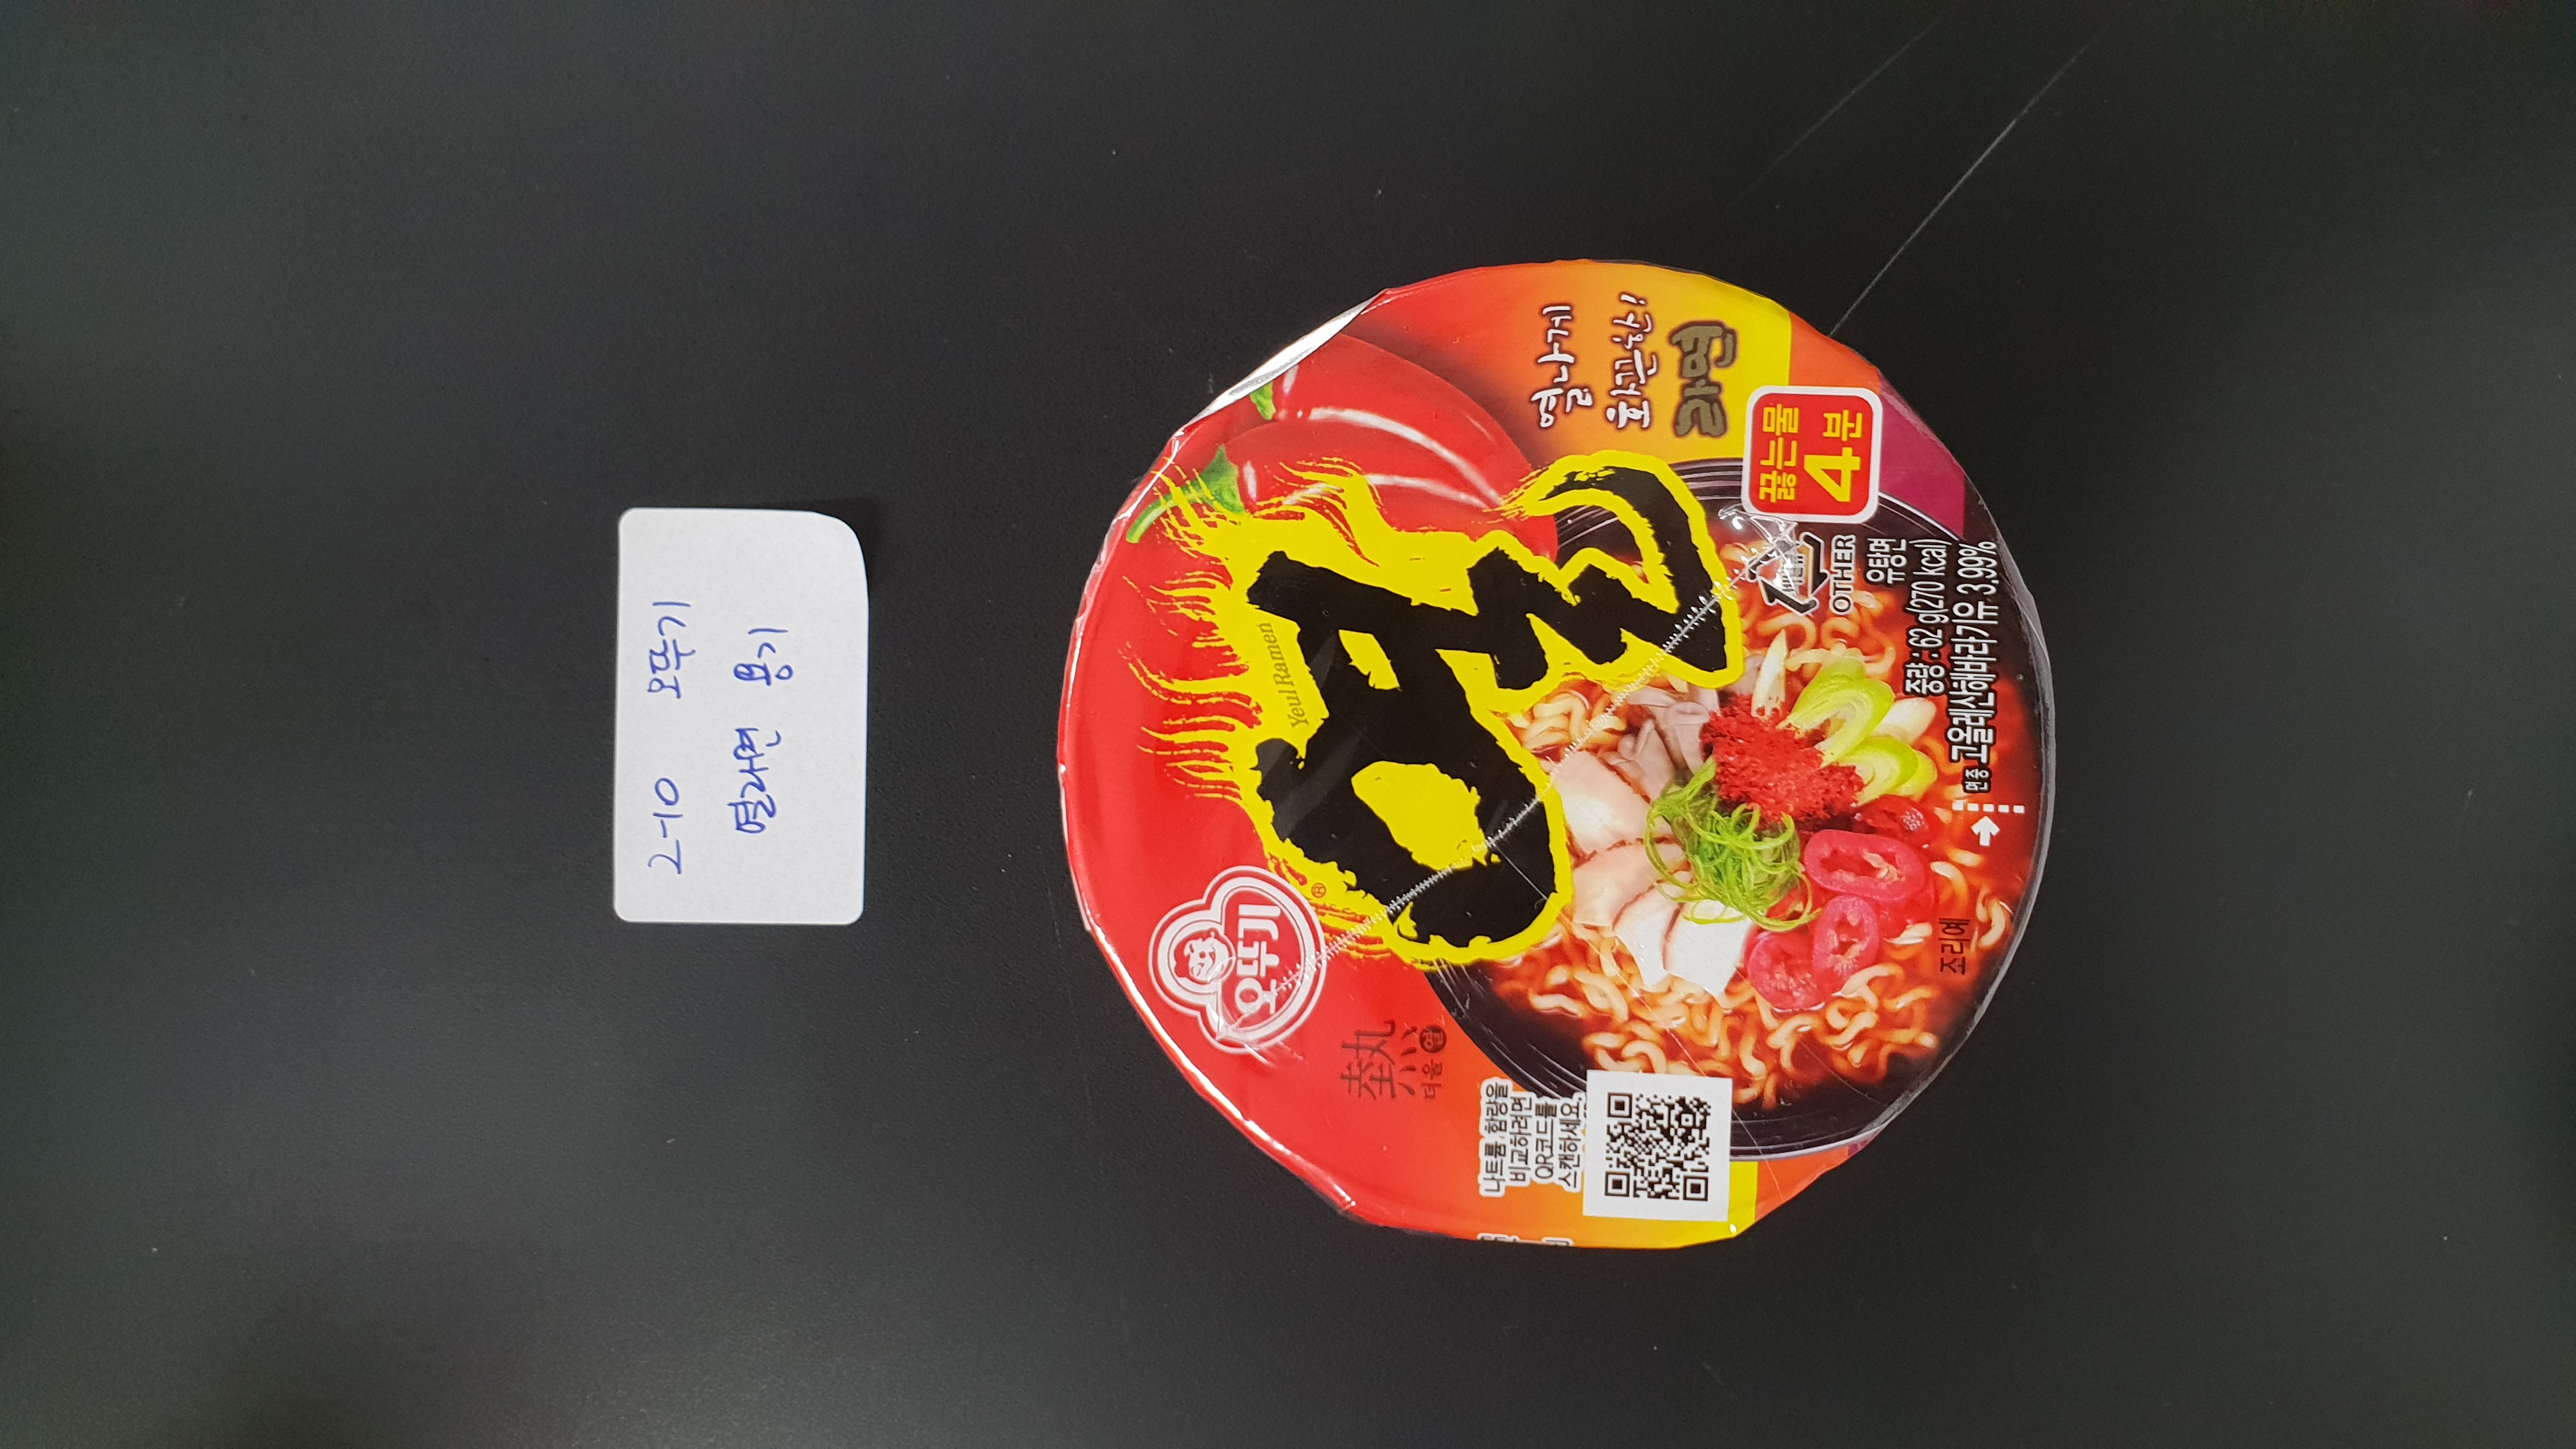 2-10 오뚜기
열라면 용기
오뚜기
®
Yeul Ramen
열
熱
더울 열
나트륨 함량을
비교하려면
QR코드를
스캔하세요.
열나게
화끈한!
라면
끓는물
4분
OTHER
유탕면
중량 : 62 g(270 kcal)
면중 고올레산해바라기유 3.99%
조리예